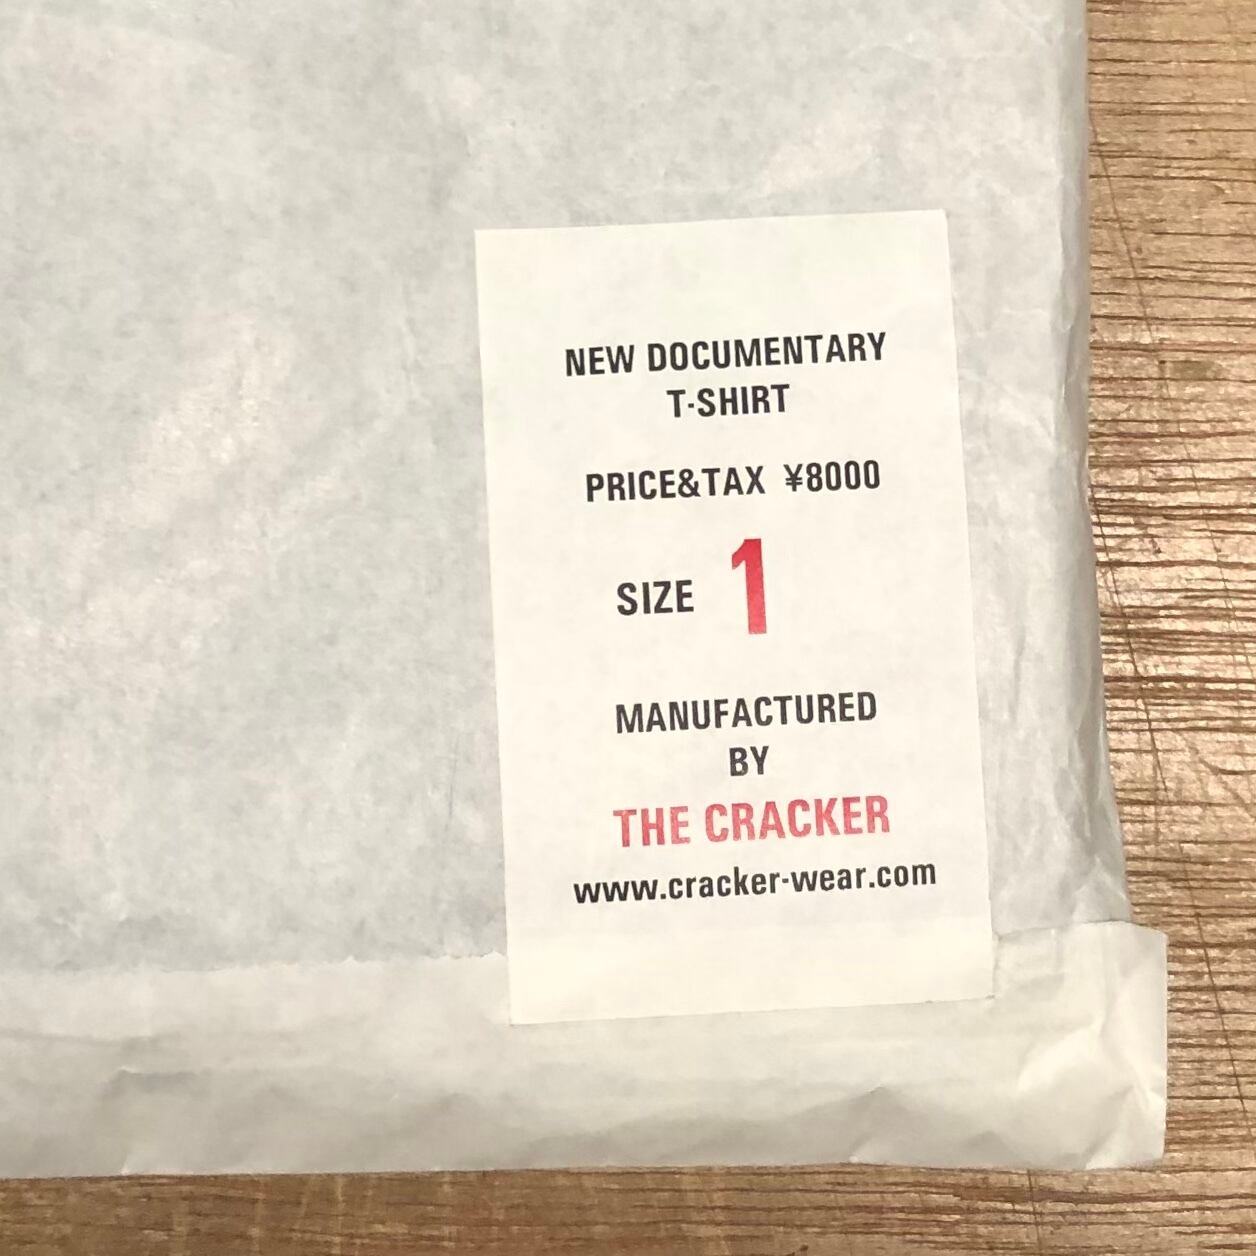 NEW DOCUMENTARY
T-SHIRT
PRICE&TAX ¥8000
SIZE 1
MANUFACTURED
BY
THE CRACKER
www.cracker-wear.com